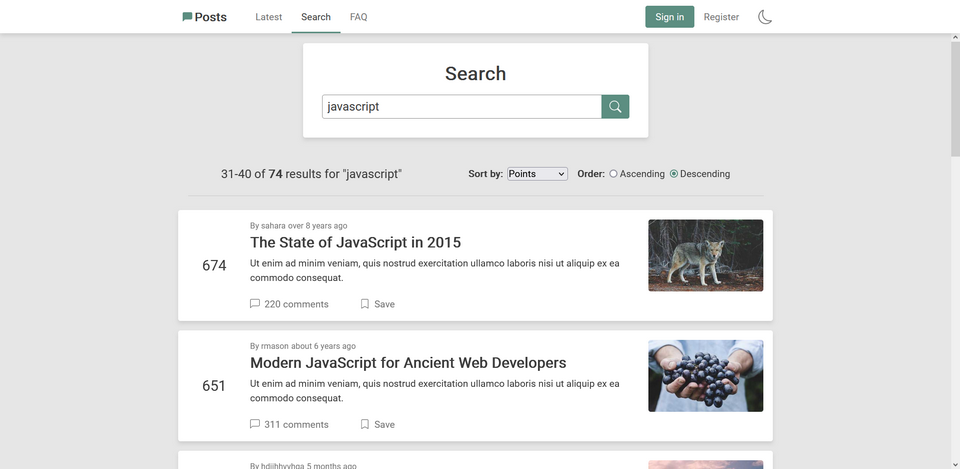 Posts Latest Search FAQ Sign in Register
Search
javascript
31-40 of 74 results for "javascript" Sort by: Points Order: Ascending Descending
By sahara over 8 years ago
The State of JavaScript in 2015
674
Ut enim ad minim veniam, quis nostrud exercitation ullamco laboris nisi ut aliquip ex ea
commodo consequat.
220 comments Save
By rmason about 6 years ago
Modern JavaScript for Ancient Web Developers
651
Ut enim ad minim veniam, quis nostrud exercitation ullamco laboris nisi ut aliquip ex ea
commodo consequat.
311 comments Save
5 months ago